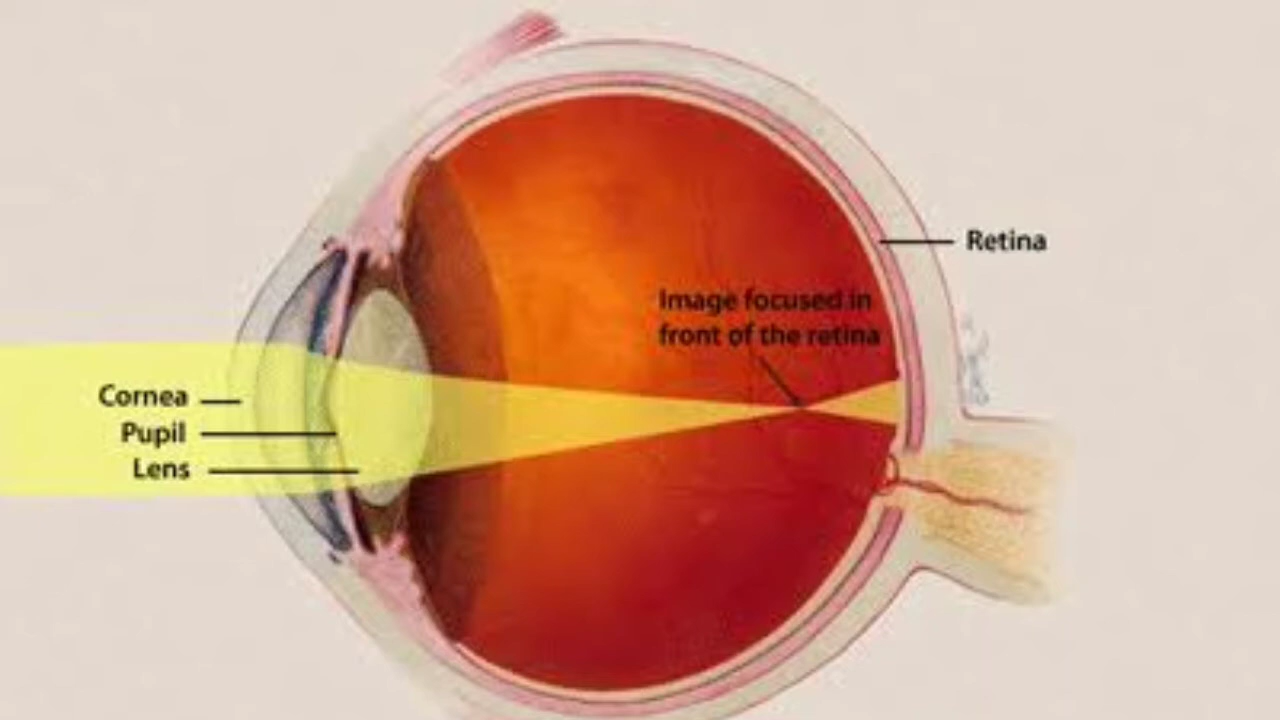 Retina
Image focused in
front of the retina
Cornea
Pupil
Lens